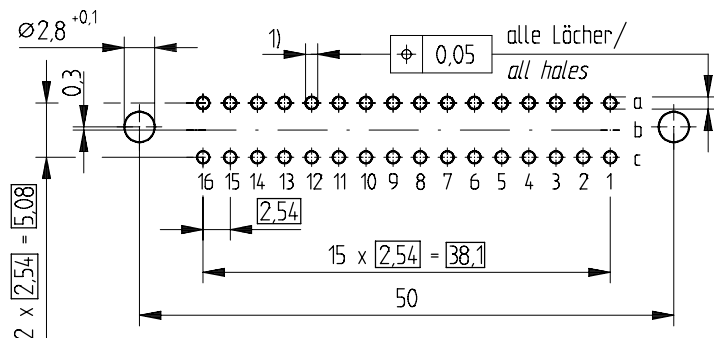 ⌀2,8 +0,1
1)
⌖ 0,05
alle Löcher/
all holes
0,3
a
b
c
16 15 14 13 12 11 10 9 8 7 6 5 4 3 2 1
2,54
15 x 2,54 = 38,1
50
2 x 2,54 = 5,08